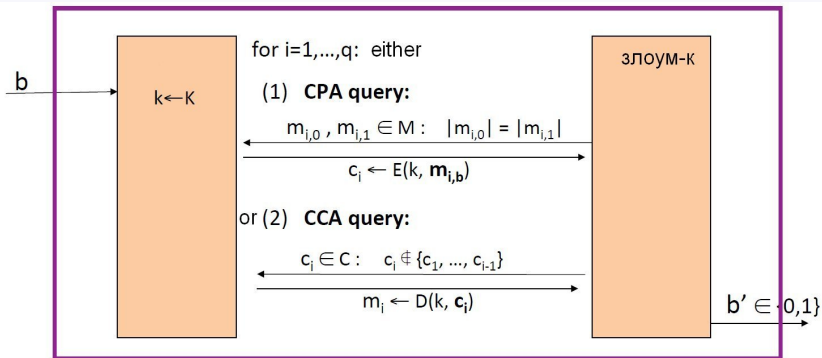 for i=1,…,q: either
злоум-к
b
k←K
(1) CPA query:
m_{i,0} , m_{i,1} ∈ M : |m_{i,0}| = |m_{i,1}|
c_i ← E(k, m_{i,b})
or (2) CCA query:
c_i ∈ C : c_i ∉ {c_1, …, c_{i-1}}
m_i ← D(k, c_i)
b’ ∈ {0,1}